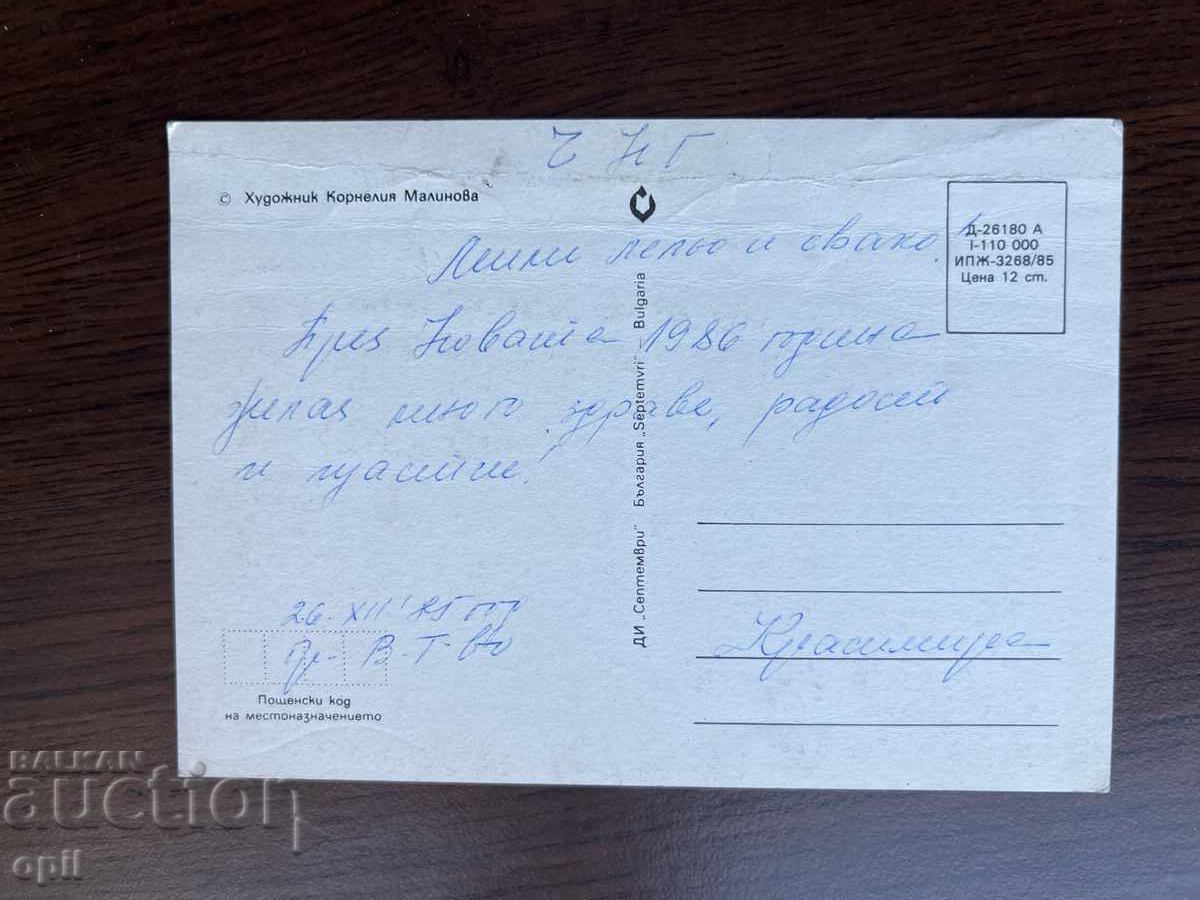 Ч Н Г
© Художник Корнелия Малинова
Д-26180 А
I-110 000
ИПЖ-3268/85
Цена 12 ст.
Мили лельо и свако!
През Новата 1986 година
желая много здраве, радост
и щастие!
26. XII '85 год
гр. В. Т-во
Красимира
Пощенски код
на местоназначението
ДИ „Септември" България „Septemvri" – Bulgaria
BALKAN
auction
opil